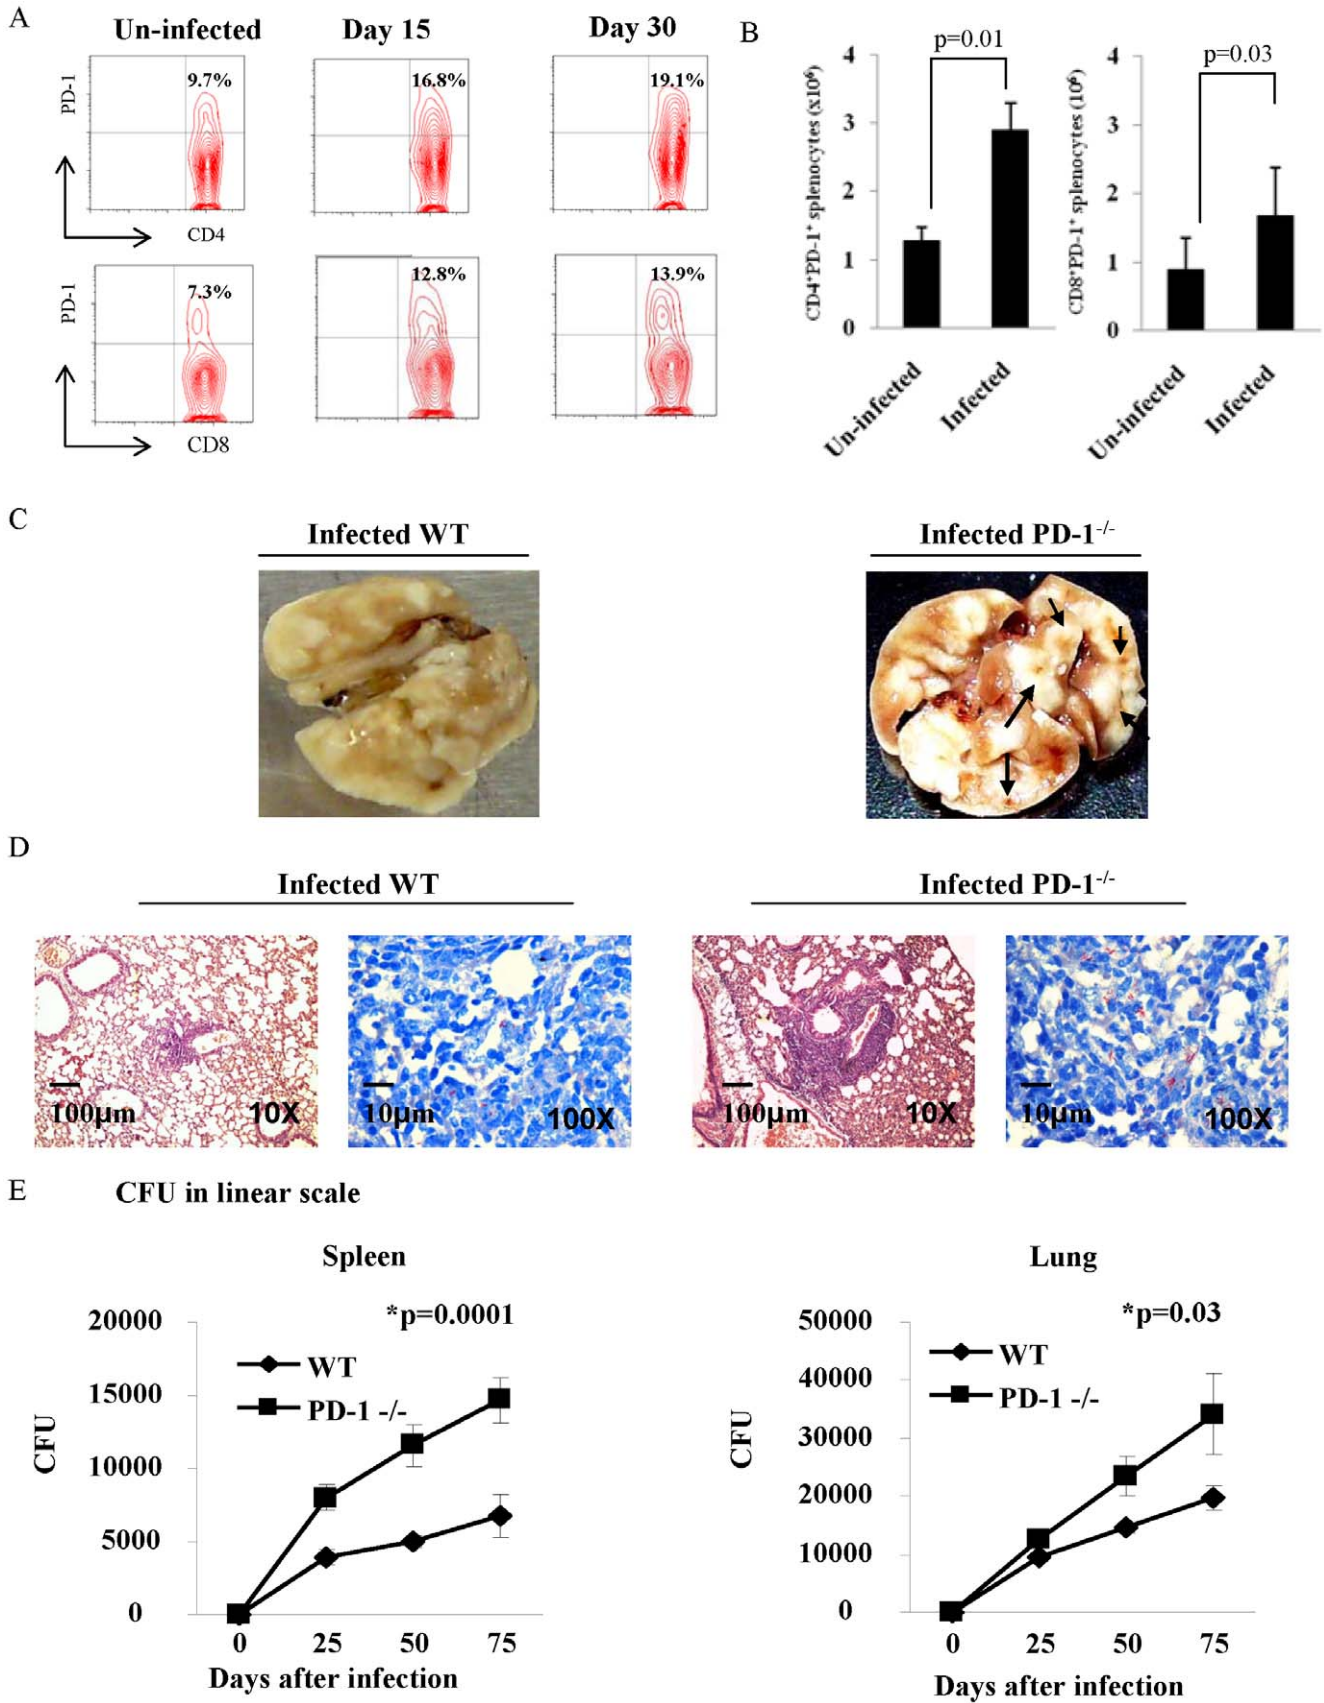 A
Un-infected
Day 15
Day 30
PD-1
9.7%
16.8%
19.1%
CD4
PD-1
7.3%
12.8%
13.9%
CD8
B
p=0.01
CD4⁺PD-1⁺ splenocytes (x10⁶)
4
3
2
1
0
Un-infected
Infected
p=0.03
CD8⁺PD-1⁺ splenocytes (10⁶)
4
3
2
1
0
Un-infected
Infected
C
Infected WT
Infected PD-1⁻/⁻
D
Infected WT
Infected PD-1⁻/⁻
100µm 10X
10µm 100X
100µm 10X
10µm 100X
E
CFU in linear scale
Spleen
*p=0.0001
WT
PD-1 -/-
CFU
20000
15000
10000
5000
0
0 25 50 75
Days after infection
Lung
*p=0.03
WT
PD-1 -/-
CFU
50000
40000
30000
20000
10000
0
0 25 50 75
Days after infection